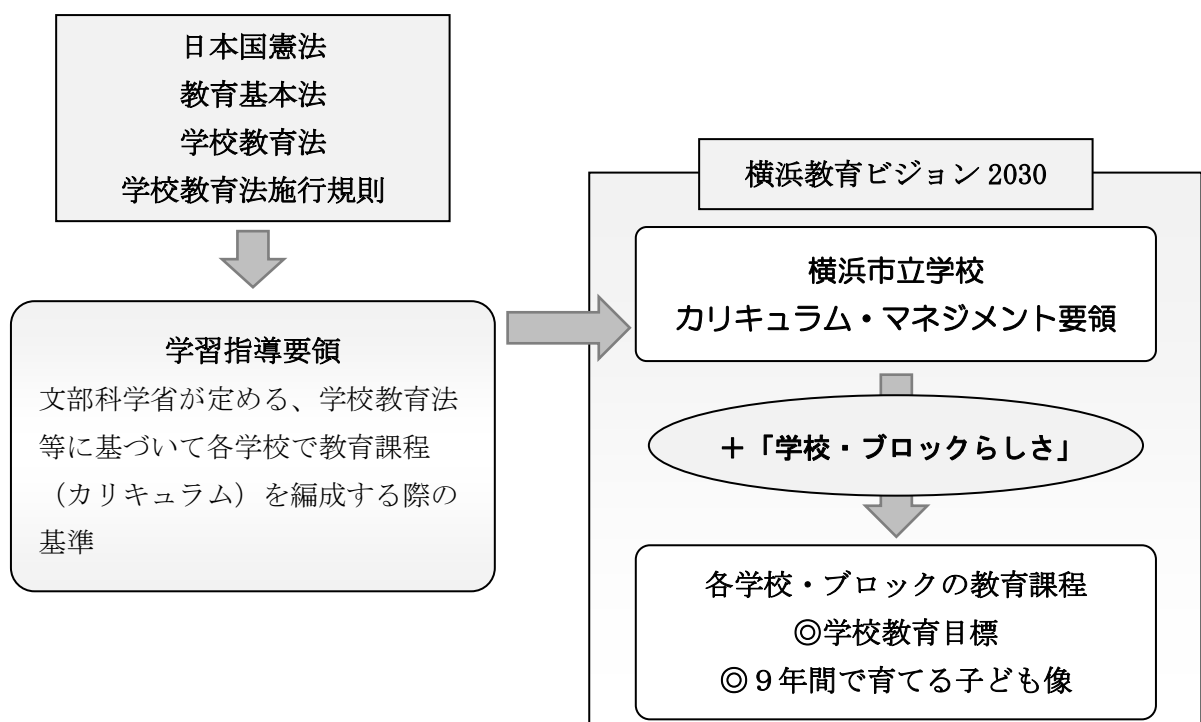 日本国憲法
教育基本法
学校教育法
学校教育法施行規則
学習指導要領
文部科学省が定める、学校教育法
等に基づいて各学校で教育課程
（カリキュラム）を編成する際の
基準
横浜教育ビジョン 2030
横浜市立学校
カリキュラム・マネジメント要領
＋「学校・ブロックらしさ」
各学校・ブロックの教育課程
◎学校教育目標
◎９年間で育てる子ども像